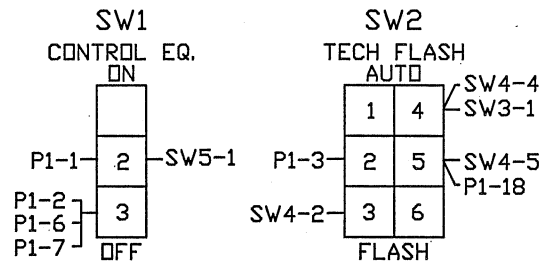 SW1 SW2
CONTROL EQ. TECH FLASH
ON AUTO
1 4 SW4-4
SW3-1
P1-1 2 SW5-1 P1-3 2 5 SW4-5
P1-18
P1-2
P1-6 3 SW4-2 3 6
P1-7
OFF FLASH